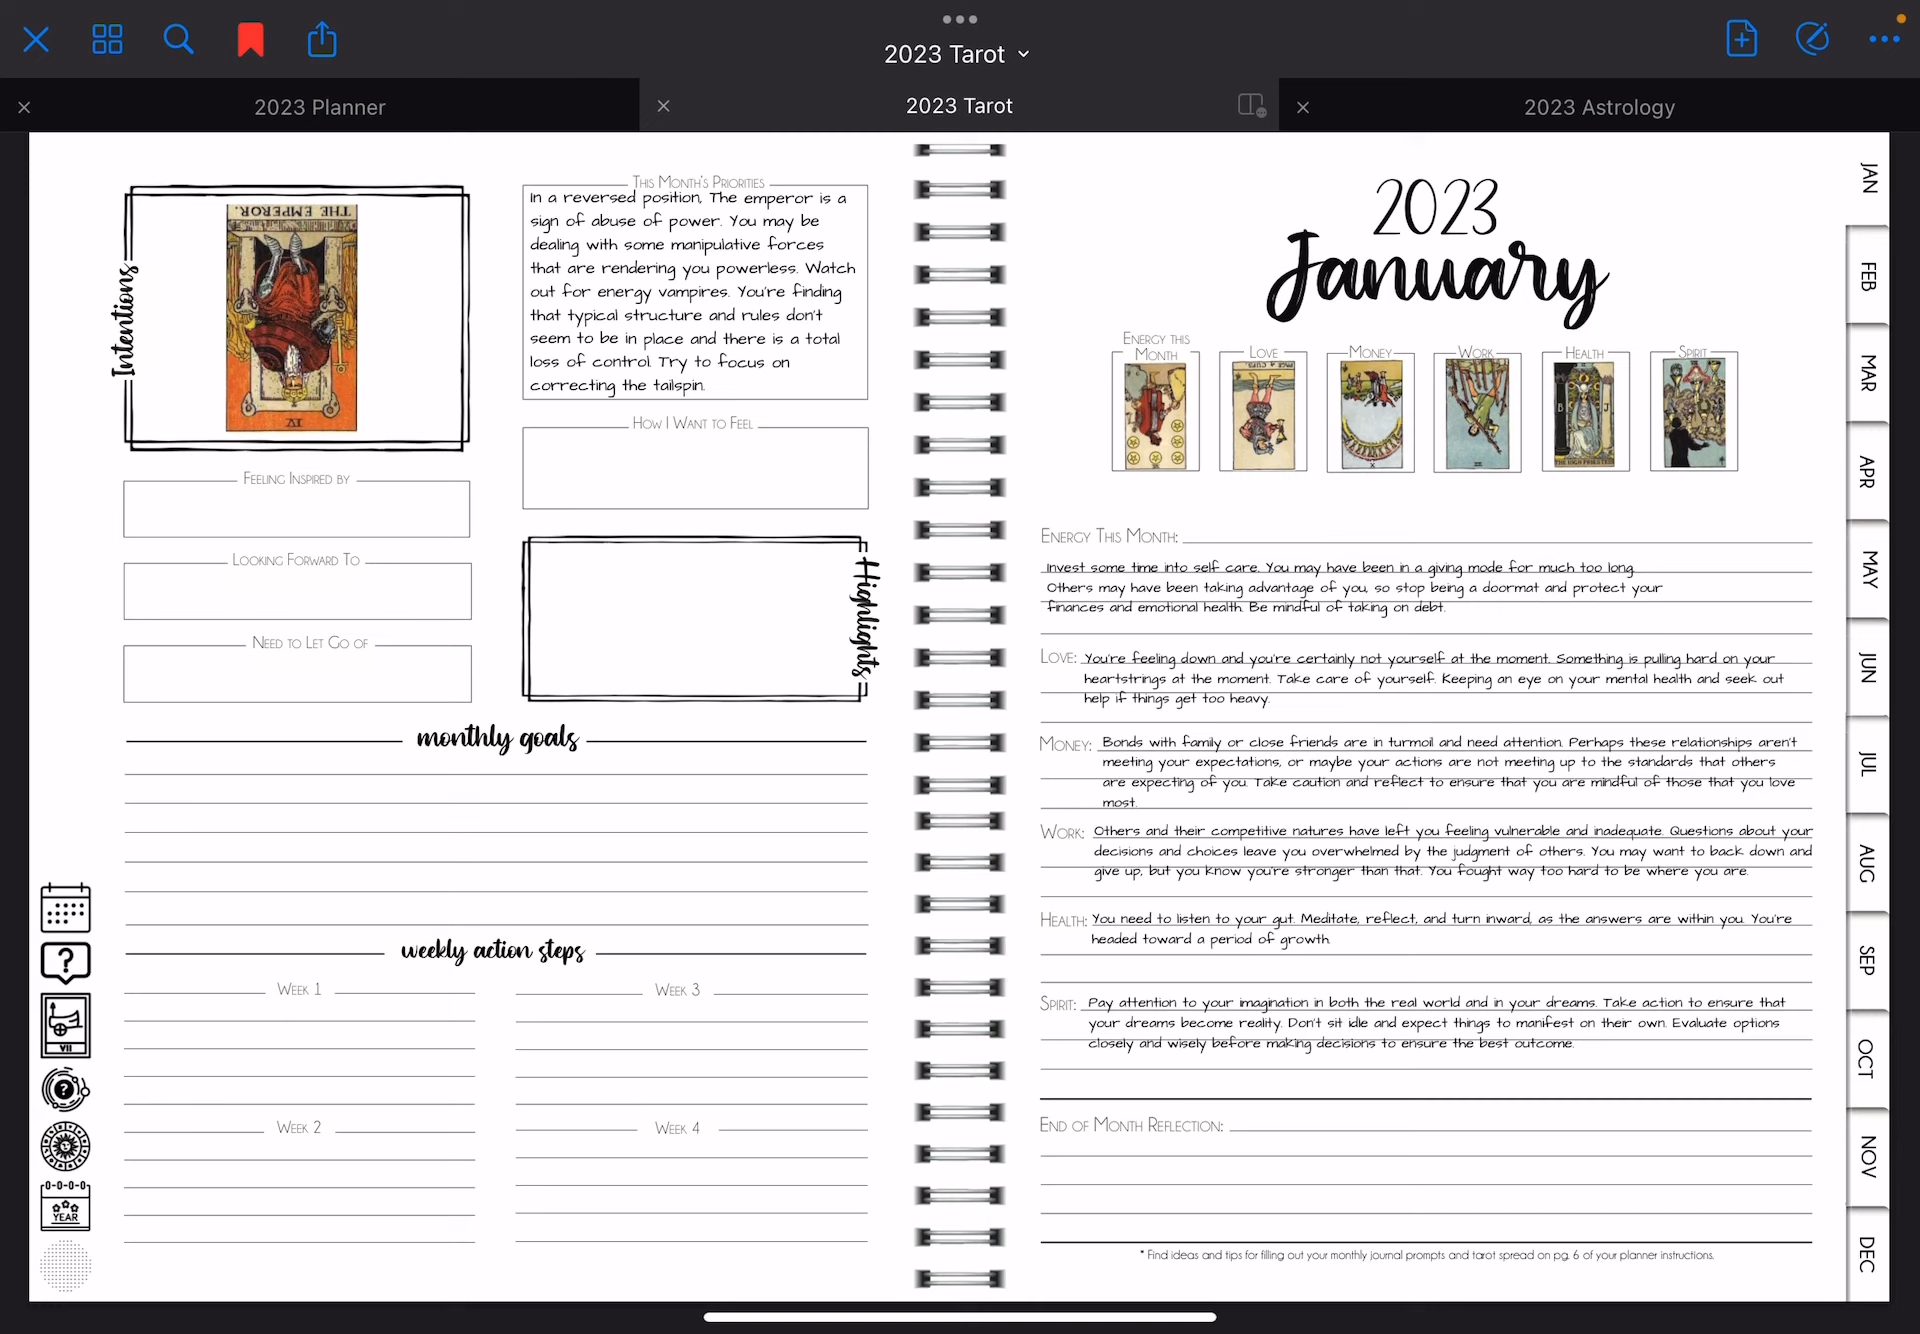 2023 Tarot
2023 Planner
2023 Tarot
2023 Astrology
Intentions
THE EMPEROR.
IV
THIS MONTH'S PRIORITIES
In a reversed position, The emperor is a
sign of abuse of power. You may be
dealing with some manipulative forces
that are rendering you powerless. Watch
out for energy vampires. You're finding
that typical structure and rules don't
seem to be in place and there is a total
loss of control. Try to focus on
correcting the tailspin.
HOW I WANT TO FEEL
FEELING INSPIRED BY
LOOKING FORWARD TO
NEED TO LET GO OF
Highlights
monthly goals
weekly action steps
WEEK 1
WEEK 3
WEEK 2
WEEK 4
?
VII
?
YEAR
2023
January
ENERGY THIS
MONTH
LOVE
MONEY
WORK
HEALTH
SPIRIT
PAGE of CUPS
X
B J
THE HIGH PRIESTESS
ENERGY THIS MONTH:
Invest some time into self care. You may have been in a giving mode for much too long.
Others may have been taking advantage of you, so stop being a doormat and protect your
finances and emotional health. Be mindful of taking on debt.
LOVE: You're feeling down and you're certainly not yourself at the moment. Something is pulling hard on your
heartstrings at the moment. Take care of yourself. Keeping an eye on your mental health and seek out
help if things get too heavy.
MONEY: Bonds with family or close friends are in turmoil and need attention. Perhaps these relationships aren't
meeting your expectations, or maybe your actions are not meeting up to the standards that others
are expecting of you. Take caution and reflect to ensure that you are mindful of those that you love
most.
WORK: Others and their competitive natures have left you feeling vulnerable and inadequate. Questions about your
decisions and choices leave you overwhelmed by the judgment of others. You may want to back down and
give up, but you know you're stronger than that. You fought way too hard to be where you are.
HEALTH: You need to listen to your gut. Meditate, reflect, and turn inward, as the answers are within you. You're
headed toward a period of growth.
SPIRIT: Pay attention to your imagination in both the real world and in your dreams. Take action to ensure that
your dreams become reality. Don't sit idle and expect things to manifest on their own. Evaluate options
closely and wisely before making decisions to ensure the best outcome.
END OF MONTH REFLECTION:
* Find ideas and tips for filling out your monthly journal prompts and tarot spread on pg. 6 of your planner instructions.
JAN
FEB
MAR
APR
MAY
JUN
JUL
AUG
SEP
OCT
NOV
DEC